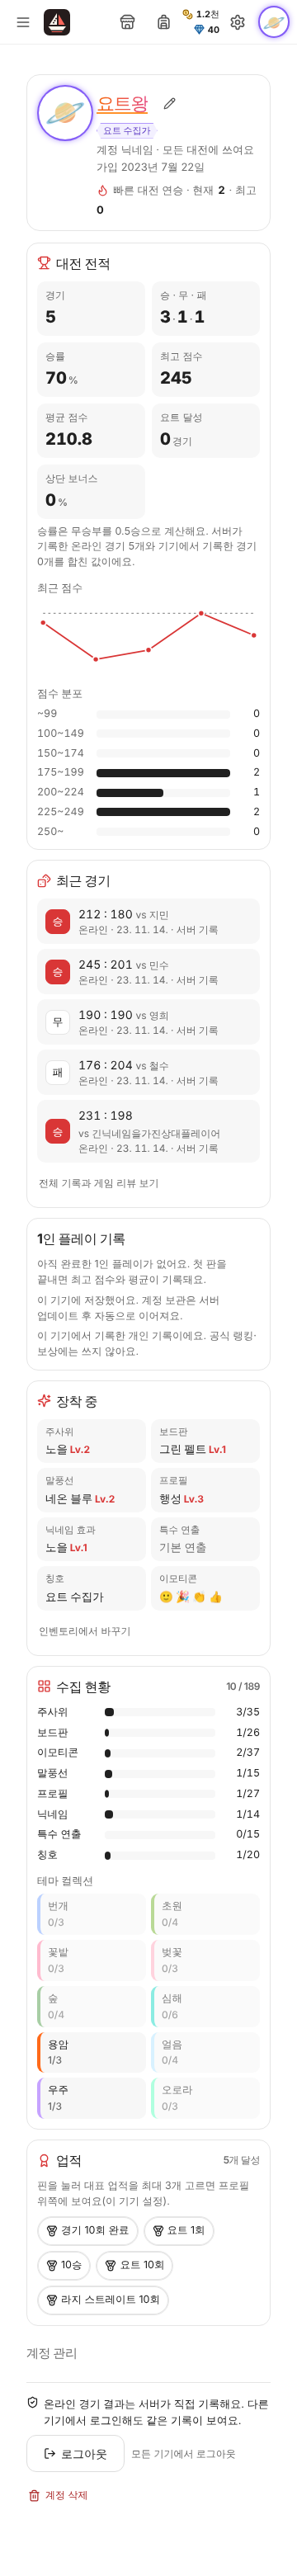 1.2천
40
요트왕
요트 수집가
계정 닉네임 · 모든 대전에 쓰여요
가입 2023년 7월 22일
빠른 대전 연승 · 현재 2 · 최고
0
대전 전적
경기
5
승 · 무 · 패
3·1·1
승률
70%
최고 점수
245
평균 점수
210.8
요트 달성
0경기
상단 보너스
0%
승률은 무승부를 0.5승으로 계산해요. 서버가
기록한 온라인 경기 5개와 기기에서 기록한 경기
0개를 합친 값이에요.
최근 점수
점수 분포
~99 0
100~149 0
150~174 0
175~199 2
200~224 1
225~249 2
250~ 0
최근 경기
승 212 : 180 vs 지민
온라인 · 23. 11. 14. · 서버 기록
승 245 : 201 vs 민수
온라인 · 23. 11. 14. · 서버 기록
무 190 : 190 vs 영희
온라인 · 23. 11. 14. · 서버 기록
패 176 : 204 vs 철수
온라인 · 23. 11. 14. · 서버 기록
승 231 : 198
vs 긴닉네임을가진상대플레이어
온라인 · 23. 11. 14. · 서버 기록
전체 기록과 게임 리뷰 보기
1인 플레이 기록
아직 완료한 1인 플레이가 없어요. 첫 판을
끝내면 최고 점수와 평균이 기록돼요.
이 기기에 저장했어요. 계정 보관은 서버
업데이트 후 자동으로 이어져요.
이 기기에서 기록한 개인 기록이에요. 공식 랭킹·
보상에는 쓰지 않아요.
장착 중
주사위
노을 Lv.2
보드판
그린 펠트 Lv.1
말풍선
네온 블루 Lv.2
프로필
행성 Lv.3
닉네임 효과
노을 Lv.1
특수 연출
기본 연출
칭호
요트 수집가
이모티콘
🙂 🎉 👏 👍
인벤토리에서 바꾸기
수집 현황 10 / 189
주사위 3/35
보드판 1/26
이모티콘 2/37
말풍선 1/15
프로필 1/27
닉네임 1/14
특수 연출 0/15
칭호 1/20
테마 컬렉션
번개
0/3
초원
0/4
꽃밭
0/3
벚꽃
0/3
숲
0/4
심해
0/6
용암
1/3
얼음
0/4
우주
1/3
오로라
0/3
업적 5개 달성
핀을 눌러 대표 업적을 최대 3개 고르면 프로필
위쪽에 보여요(이 기기 설정).
경기 10회 완료
요트 1회
10승
요트 10회
라지 스트레이트 10회
계정 관리
온라인 경기 결과는 서버가 직접 기록해요. 다른
기기에서 로그인해도 같은 기록이 보여요.
로그아웃
모든 기기에서 로그아웃
계정 삭제